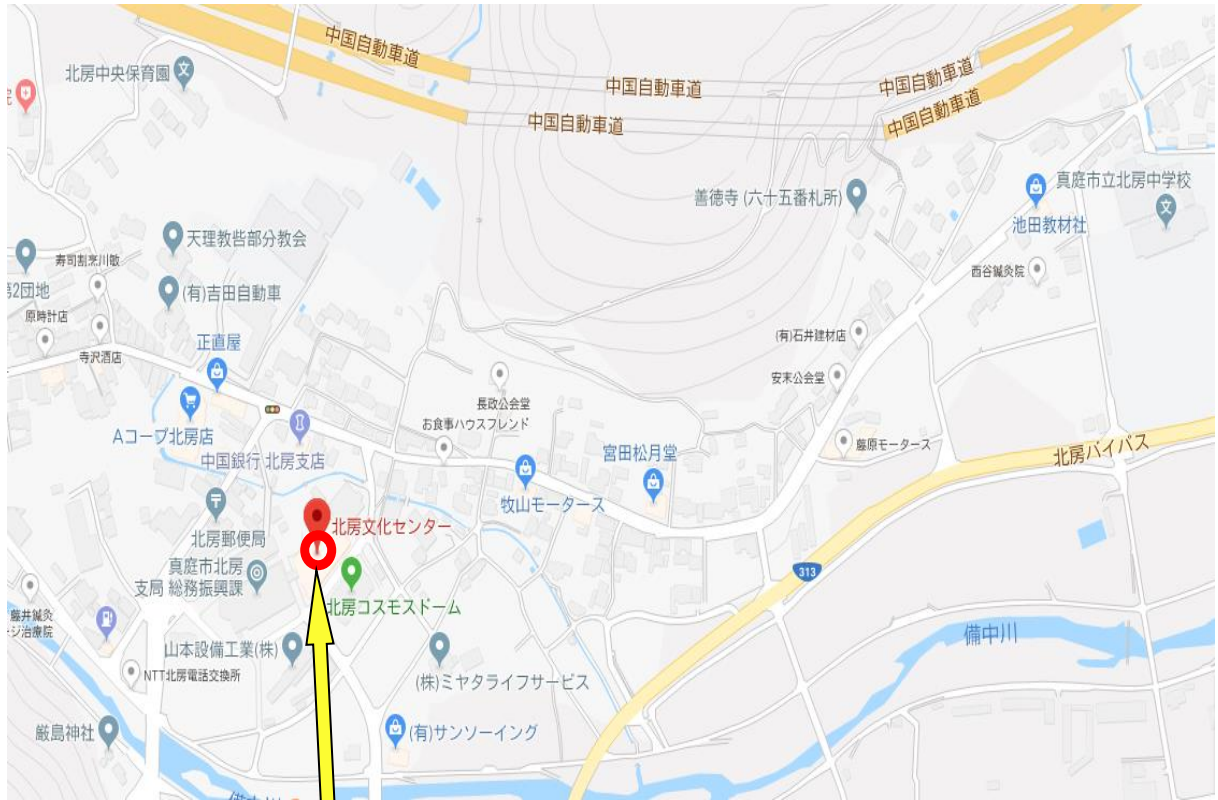 中国自動車道
北房中央保育園
中国自動車道
中国自動車道
中国自動車道
中国自動車道
善徳寺 (六十五番札所)
真庭市立北房中学校
池田教材社
天理教呰部分教会
寿司割烹川敏
西谷鍼灸院
第2団地
(有)吉田自動車
原時計店
正直屋
(有)石井建材店
寺沢酒店
安末公会堂
長政公会堂
Aコープ北房店
お食事ハウスフレンド
藤原モータース
中国銀行 北房支店
宮田松月堂
北房バイパス
牧山モータース
北房文化センター
北房郵便局
真庭市北房
支局 総務振興課
313
北房コスモスドーム
藤井鍼灸
ージ治療院
備中川
山本設備工業(株)
NTT北房電話交換所
(株)ミヤタライフサービス
厳島神社
(有)サンソーイング